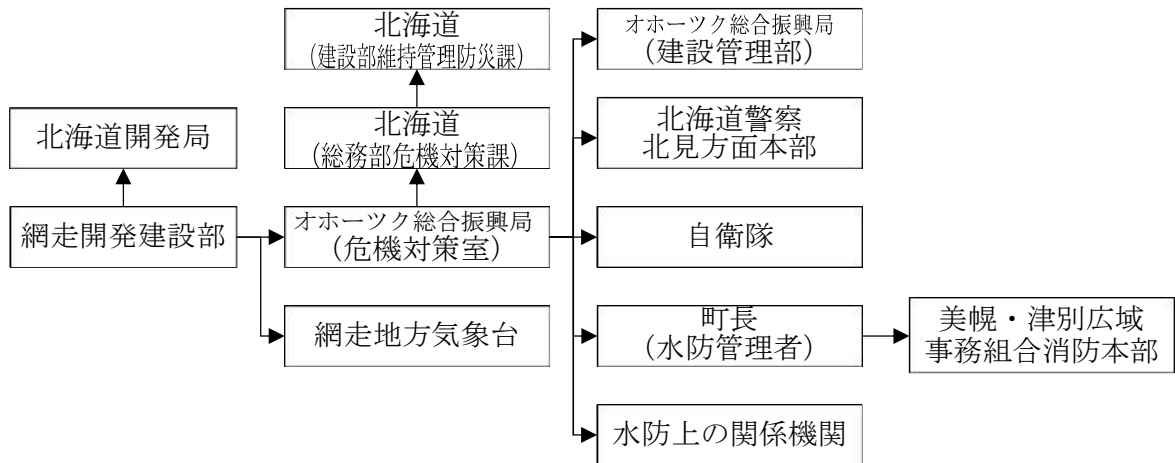 北海道
(建設部維持管理防災課)
オホーツク総合振興局
(建設管理部)
北海道開発局
北海道
(総務部危機対策課)
北海道警察
北見方面本部
網走開発建設部
オホーツク総合振興局
(危機対策室)
自衛隊
網走地方気象台
町長
(水防管理者)
美幌・津別広域
事務組合消防本部
水防上の関係機関